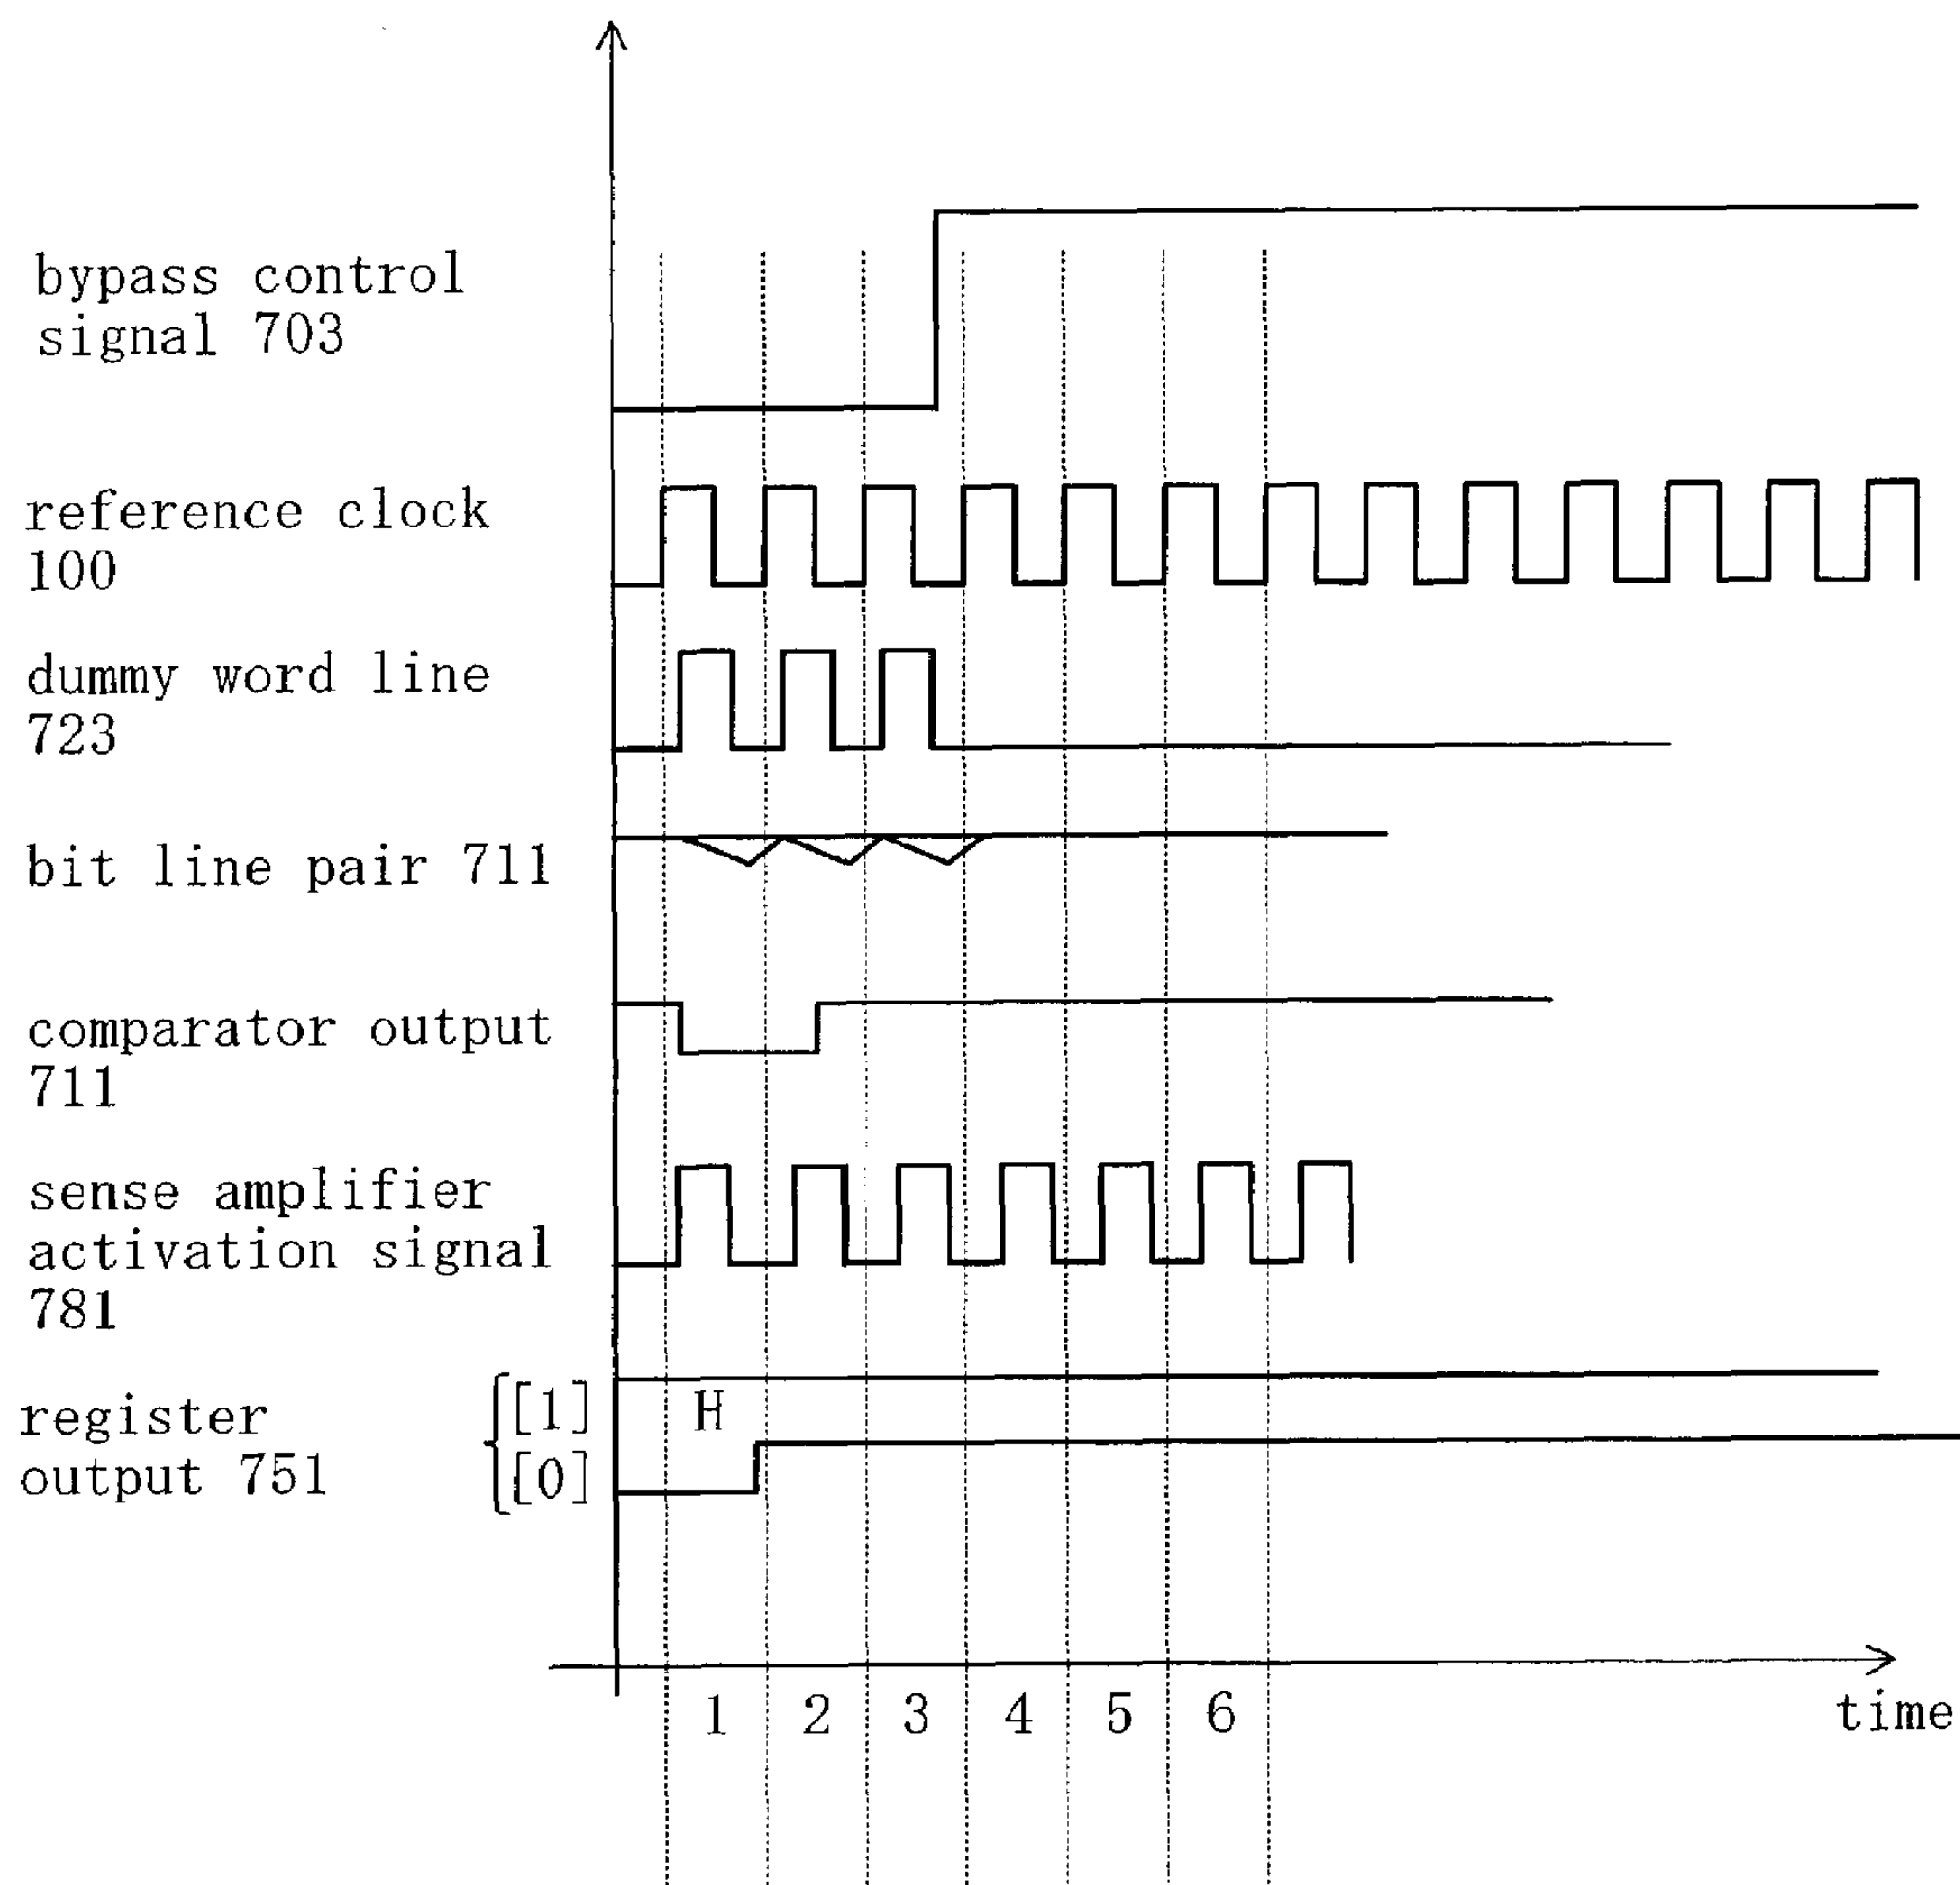 bypass control
signal 703
reference clock
100
dummy word line
723
bit line pair 711
comparator output
711
sense amplifier
activation signal
781
register
output 751
[1]
[0]
H
1 2 3 4 5 6
time